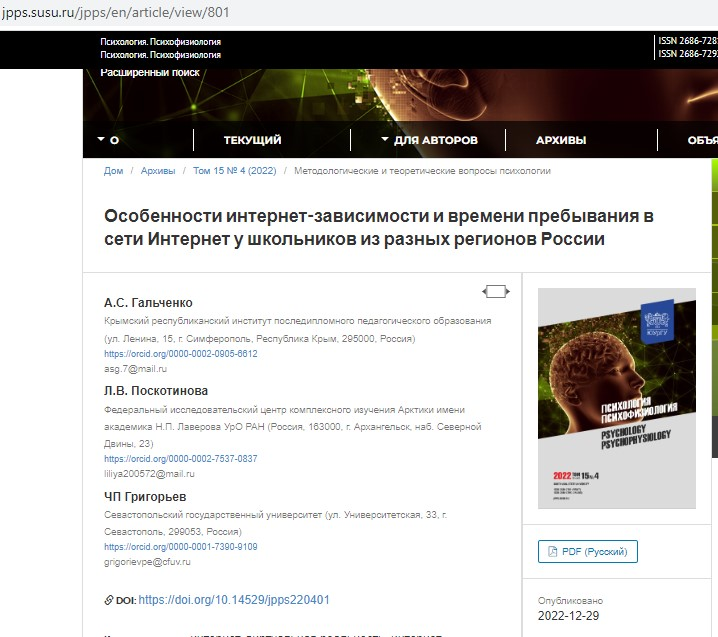 jpps.susu.ru/jpps/en/article/view/801
Психология. Психофизиология
Психология. Психофизиология
ISSN 2686-728
ISSN 2686-729
Расширенный поиск
О
ТЕКУЩИЙ
ДЛЯ АВТОРОВ
АРХИВЫ
ОБЪЯ
Дом / Архивы / Том 15 № 4 (2022) / Методологические и теоретические вопросы психологии
Особенности интернет-зависимости и времени пребывания в
сети Интернет у школьников из разных регионов России
А.С. Гальченко
Крымский республиканский институт последипломного педагогического образования
(ул. Ленина, 15, г. Симферополь, Республика Крым, 295000, Россия)
https://orcid.org/0000-0002-0905-6612
asg.7@mail.ru
Л.В. Поскотинова
Федеральный исследовательский центр комплексного изучения Арктики имени
академика Н.П. Лаверова УрО РАН (Россия, 163000, г. Архангельск, наб. Северной
Двины, 23)
https://orcid.org/0000-0002-7537-0837
liliya200572@mail.ru
ЧП Григорьев
Севастопольский государственный университет (ул. Университетская, 33, г.
Севастополь, 299053, Россия)
https://orcid.org/0000-0001-7390-9109
grigorievpe@cfuv.ru
DOI: https://doi.org/10.14529/jpps220401
ПСИХОЛОГИЯ
ПСИХОФИЗИОЛОГИЯ
PSYCHOLOGY
PSYCHOPHYSIOLOGY
2022 ТОМ 15 № 4
PDF (Русский)
Опубликовано
2022-12-29